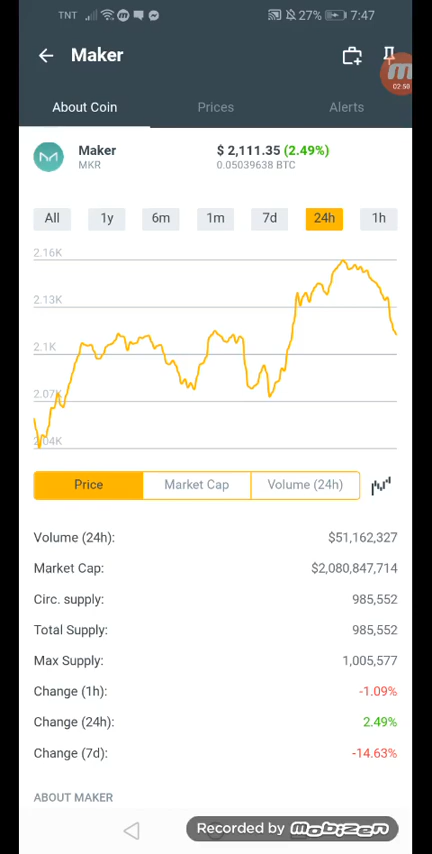 TNT 27% 7:47
Maker
02:58
About Coin Prices Alerts
Maker $ 2,111.35 (2.49%)
MKR 0.05039638 BTC
All 1y 6m 1m 7d 24h 1h
2.16K
2.13K
2.1K
2.07K
2.04K
Price Market Cap Volume (24h)
Volume (24h): $51,162,327
Market Cap: $2,080,847,714
Circ. supply: 985,552
Total Supply: 985,552
Max Supply: 1,005,577
Change (1h): -1.09%
Change (24h): 2.49%
Change (7d): -14.63%
ABOUT MAKER
Recorded by mobizen